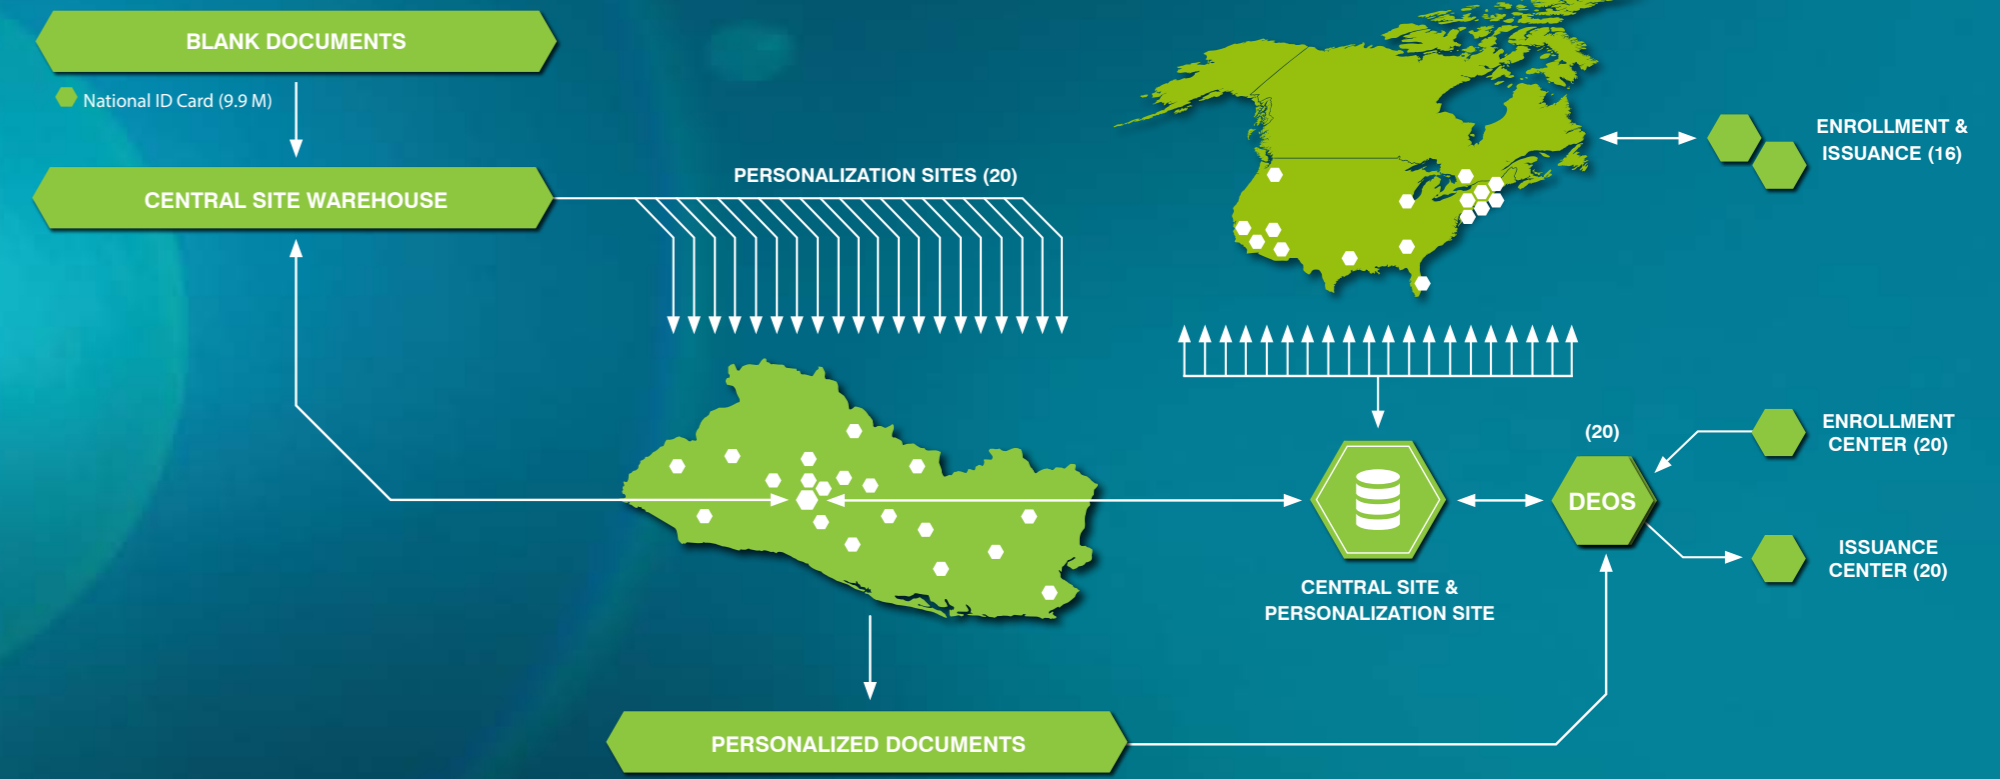 BLANK DOCUMENTS
National ID Card (9.9 M)
CENTRAL SITE WAREHOUSE
PERSONALIZATION SITES (20)
ENROLLMENT &
ISSUANCE (16)
(20)
DEOS
ENROLLMENT
CENTER (20)
ISSUANCE
CENTER (20)
CENTRAL SITE &
PERSONALIZATION SITE
PERSONALIZED DOCUMENTS